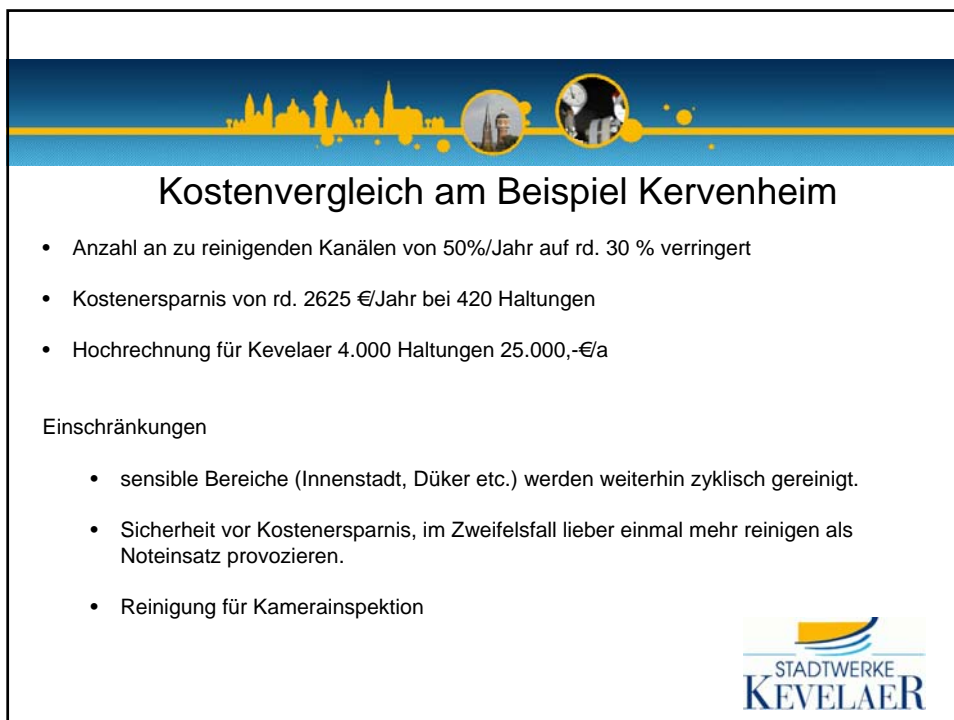 Kostenvergleich am Beispiel Kervenheim
• Anzahl an zu reinigenden Kanälen von 50%/Jahr auf rd. 30 % verringert
• Kostenersparnis von rd. 2625 €/Jahr bei 420 Haltungen
• Hochrechnung für Kevelaer 4.000 Haltungen 25.000,-€/a
Einschränkungen
• sensible Bereiche (Innenstadt, Düker etc.) werden weiterhin zyklisch gereinigt.
• Sicherheit vor Kostenersparnis, im Zweifelsfall lieber einmal mehr reinigen als
Noteinsatz provozieren.
• Reinigung für Kamerainspektion
STADTWERKE
KEVELAER